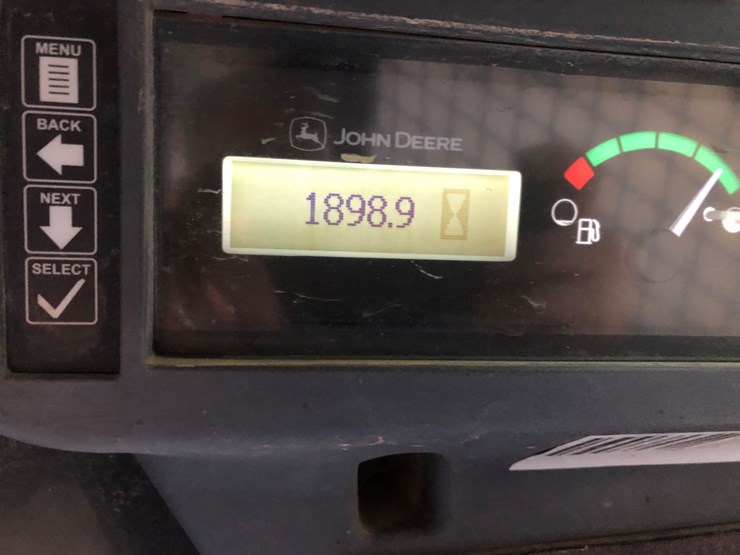 MENU
BACK
NEXT
SELECT
JOHN DEERE
1898.9